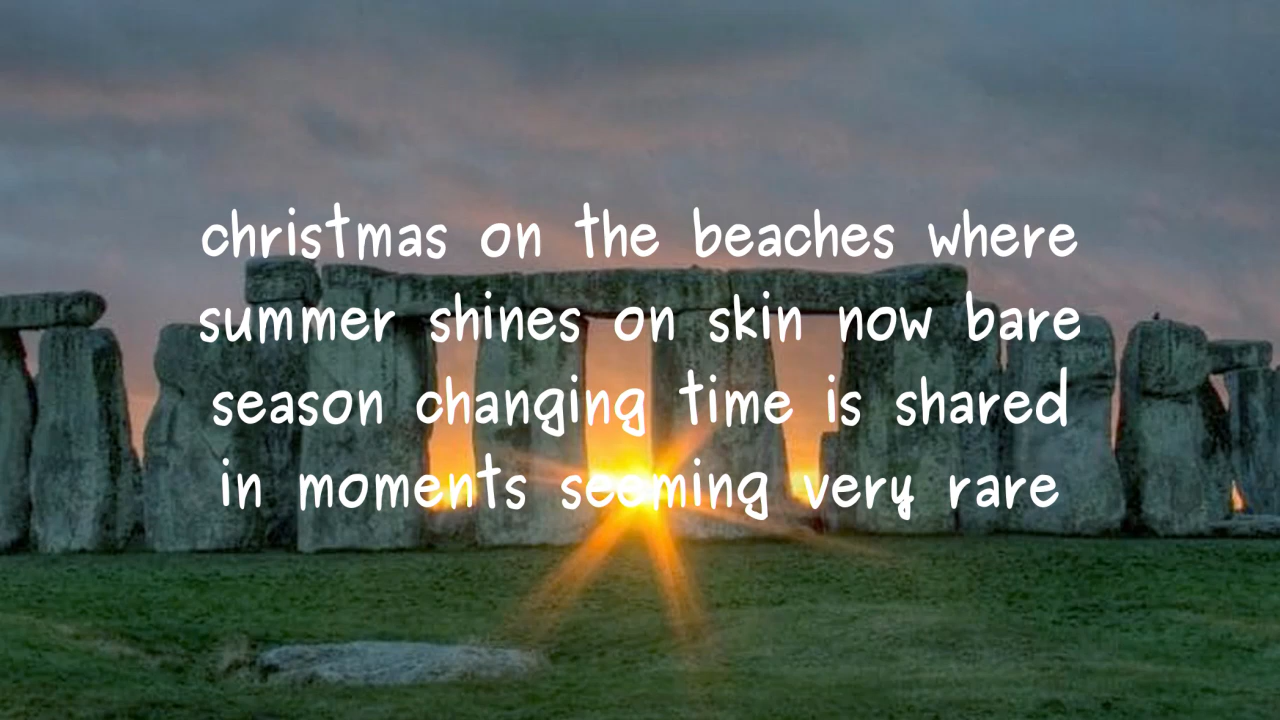 christmas on the beaches where
summer shines on skin now bare
season changing time is shared
in moments seeming very rare